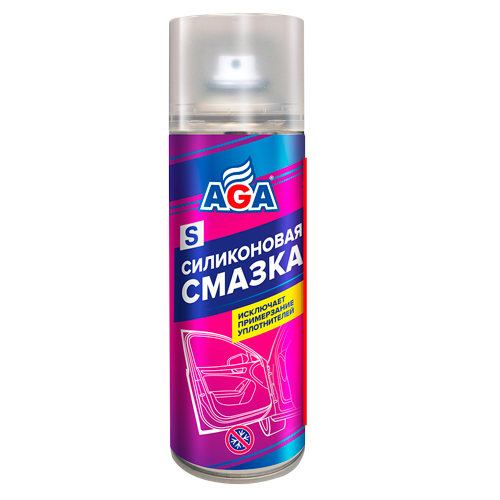 AGA®
S
СИЛИКОНОВАЯ
СМАЗКА
ИСКЛЮЧАЕТ
ПРИМЕРЗАНИЕ
УПЛОТНИТЕЛЕЙ